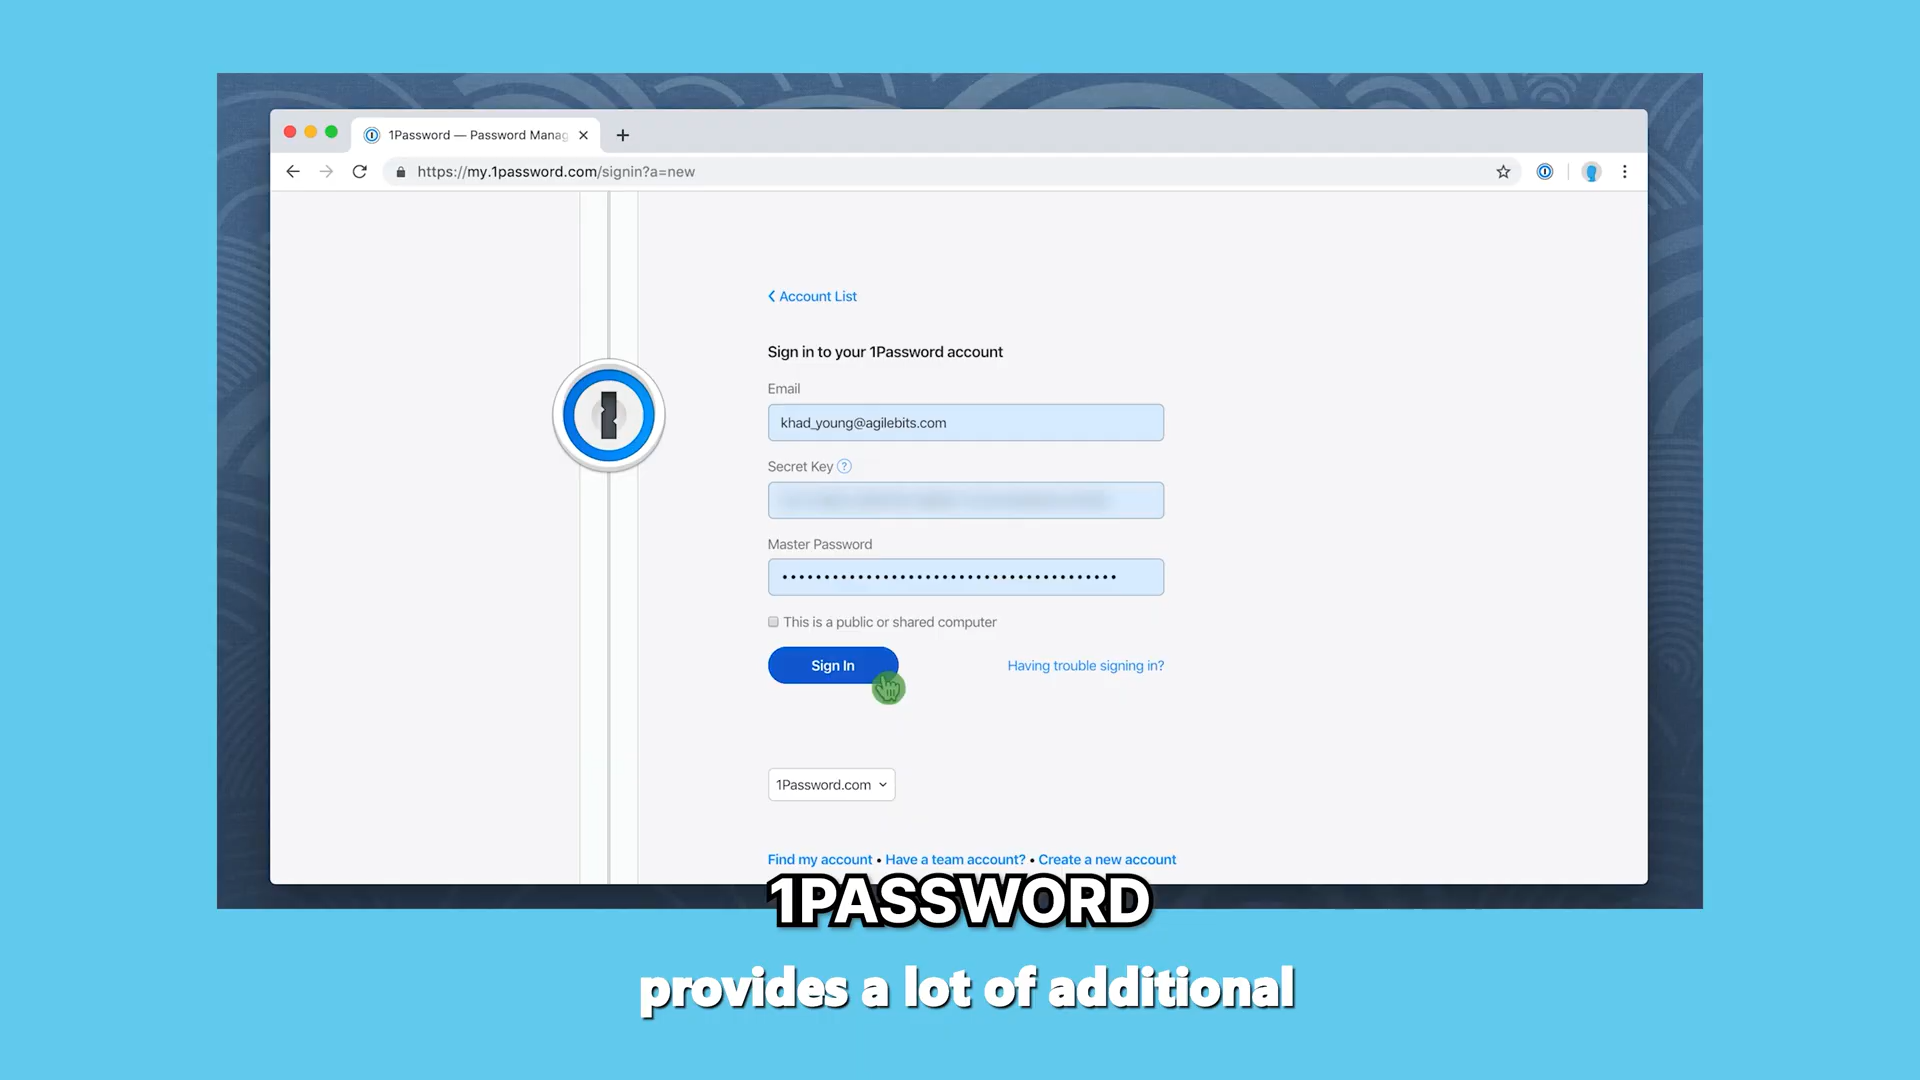 1Password — Password Manag
https://my.1password.com/signin?a=new
Account List
Sign in to your 1Password account
Email
khad_young@agilebits.com
Secret Key ?
Master Password
••••••••••••••••••••••••••••••••••••••••
This is a public or shared computer
Sign In
Having trouble signing in?
1Password.com
Find my account • Have a team account? • Create a new account
1PASSWORD
provides a lot of additional